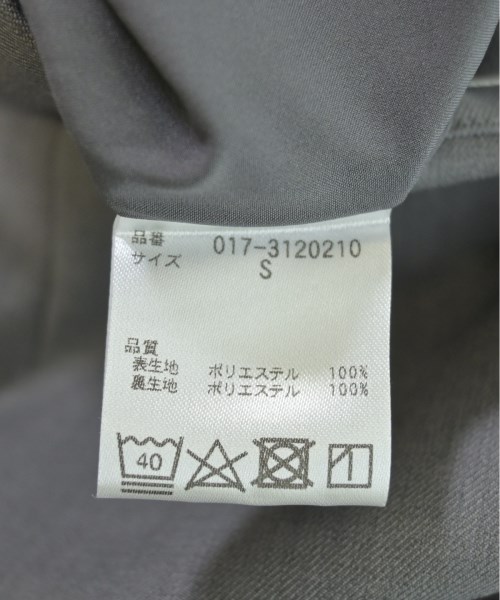 品番 017-3120210
サイズ S
品質
表生地 ポリエステル 100%
裏生地 ポリエステル 100%
40